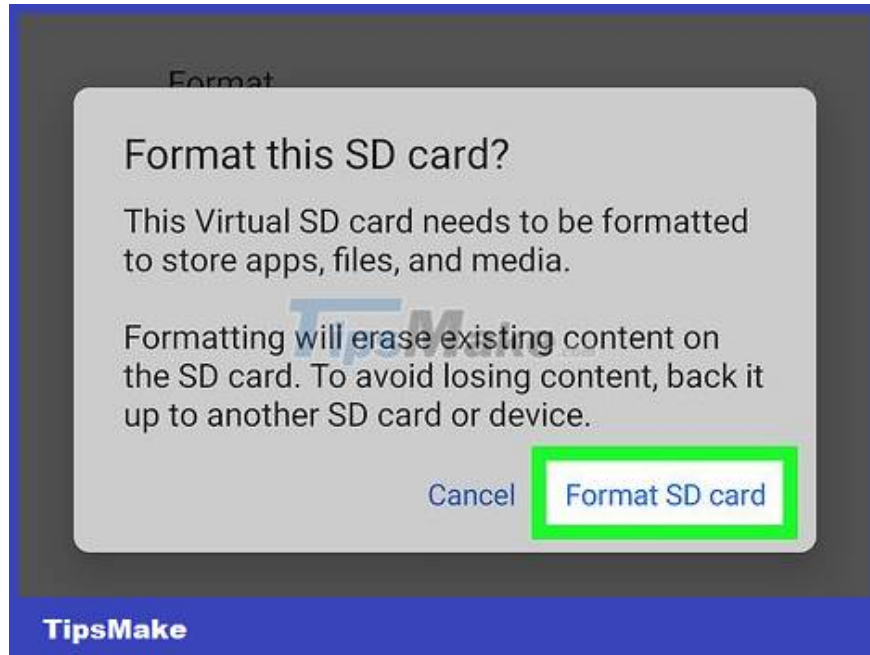 Format
Format this SD card?
This Virtual SD card needs to be formatted
to store apps, files, and media.
TipsMake.com
Formatting will erase existing content on
the SD card. To avoid losing content, back it
up to another SD card or device.
Cancel
Format SD card
TipsMake